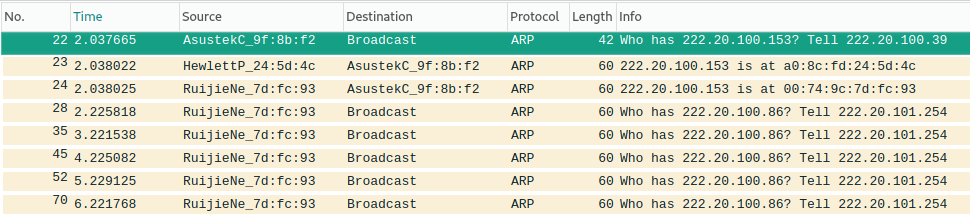 No. Time Source Destination Protocol Length Info
22 2.037665 AsustekC_9f:8b:f2 Broadcast ARP 42 Who has 222.20.100.153? Tell 222.20.100.39
23 2.038022 HewlettP_24:5d:4c AsustekC_9f:8b:f2 ARP 60 222.20.100.153 is at a0:8c:fd:24:5d:4c
24 2.038025 RuijieNe_7d:fc:93 AsustekC_9f:8b:f2 ARP 60 222.20.100.153 is at 00:74:9c:7d:fc:93
28 2.225818 RuijieNe_7d:fc:93 Broadcast ARP 60 Who has 222.20.100.86? Tell 222.20.101.254
35 3.221538 RuijieNe_7d:fc:93 Broadcast ARP 60 Who has 222.20.100.86? Tell 222.20.101.254
45 4.225082 RuijieNe_7d:fc:93 Broadcast ARP 60 Who has 222.20.100.86? Tell 222.20.101.254
52 5.229125 RuijieNe_7d:fc:93 Broadcast ARP 60 Who has 222.20.100.86? Tell 222.20.101.254
70 6.221768 RuijieNe_7d:fc:93 Broadcast ARP 60 Who has 222.20.100.86? Tell 222.20.101.254